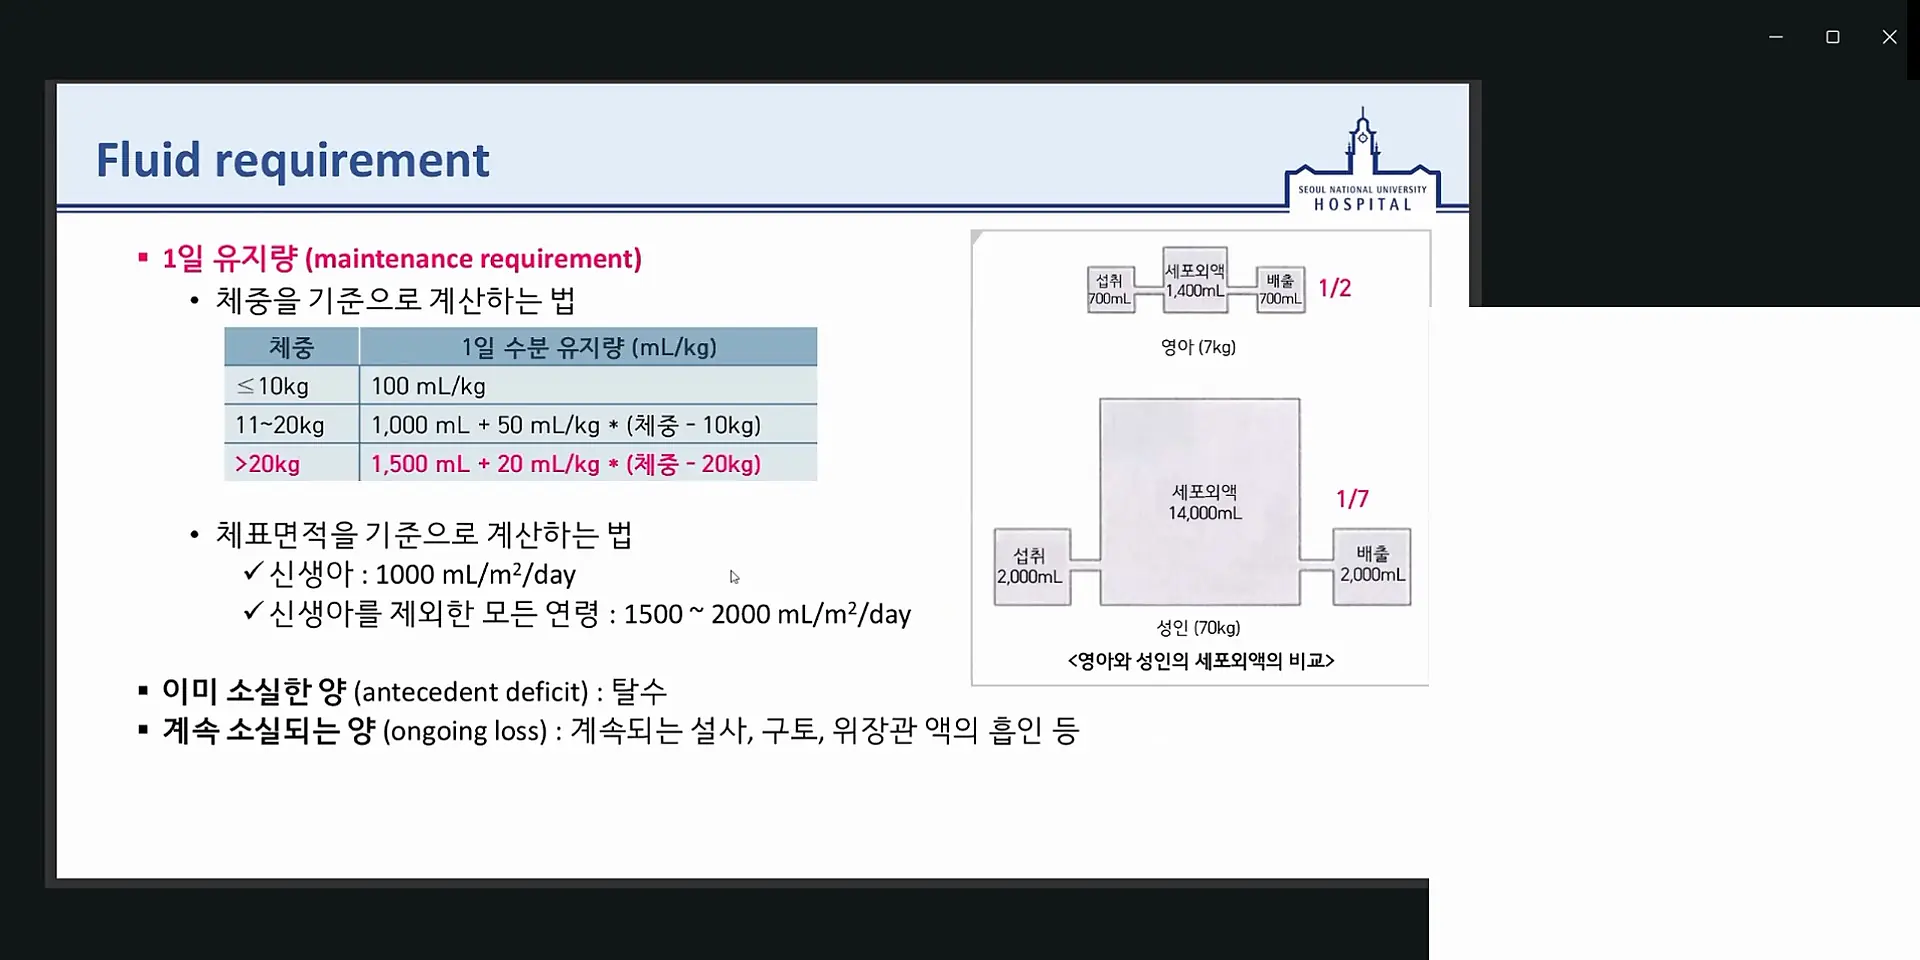 Fluid requirement
SEOUL NATIONAL UNIVERSITY
HOSPITAL
▪ 1일 유지량 (maintenance requirement)
• 체중을 기준으로 계산하는 법
체중 1일 수분 유지량 (mL/kg)
≤10kg 100 mL/kg
11~20kg 1,000 mL + 50 mL/kg * (체중 - 10kg)
>20kg 1,500 mL + 20 mL/kg * (체중 - 20kg)
• 체표면적을 기준으로 계산하는 법
✓신생아 : 1000 mL/m²/day
✓신생아를 제외한 모든 연령 : 1500 ~ 2000 mL/m²/day
▪ 이미 소실한 양 (antecedent deficit) : 탈수
▪ 계속 소실되는 양 (ongoing loss) : 계속되는 설사, 구토, 위장관 액의 흡인 등
섭취
700mL
세포외액
1,400mL
배출
700mL
1/2
영아 (7kg)
세포외액
14,000mL
1/7
섭취
2,000mL
배출
2,000mL
성인 (70kg)
<영아와 성인의 세포외액의 비교>